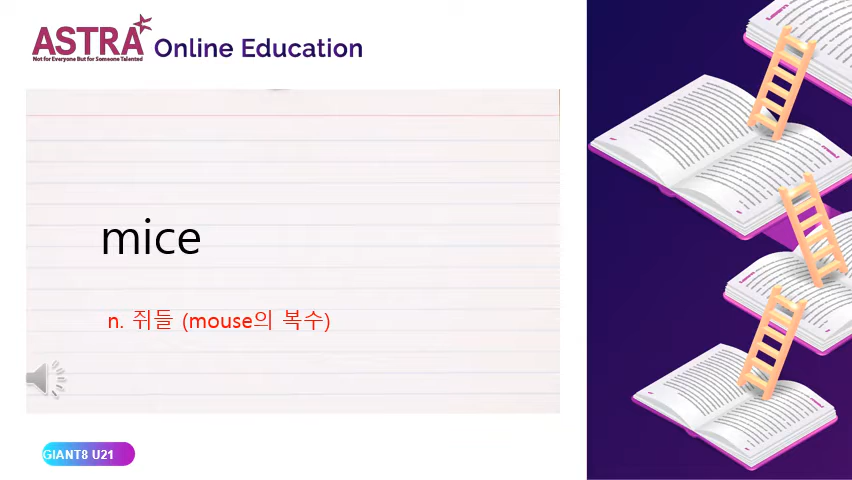 ASTRA Online Education
Not for Everyone But for Someone Talented
mice
n. 쥐들 (mouse의 복수)
GIANT8 U21